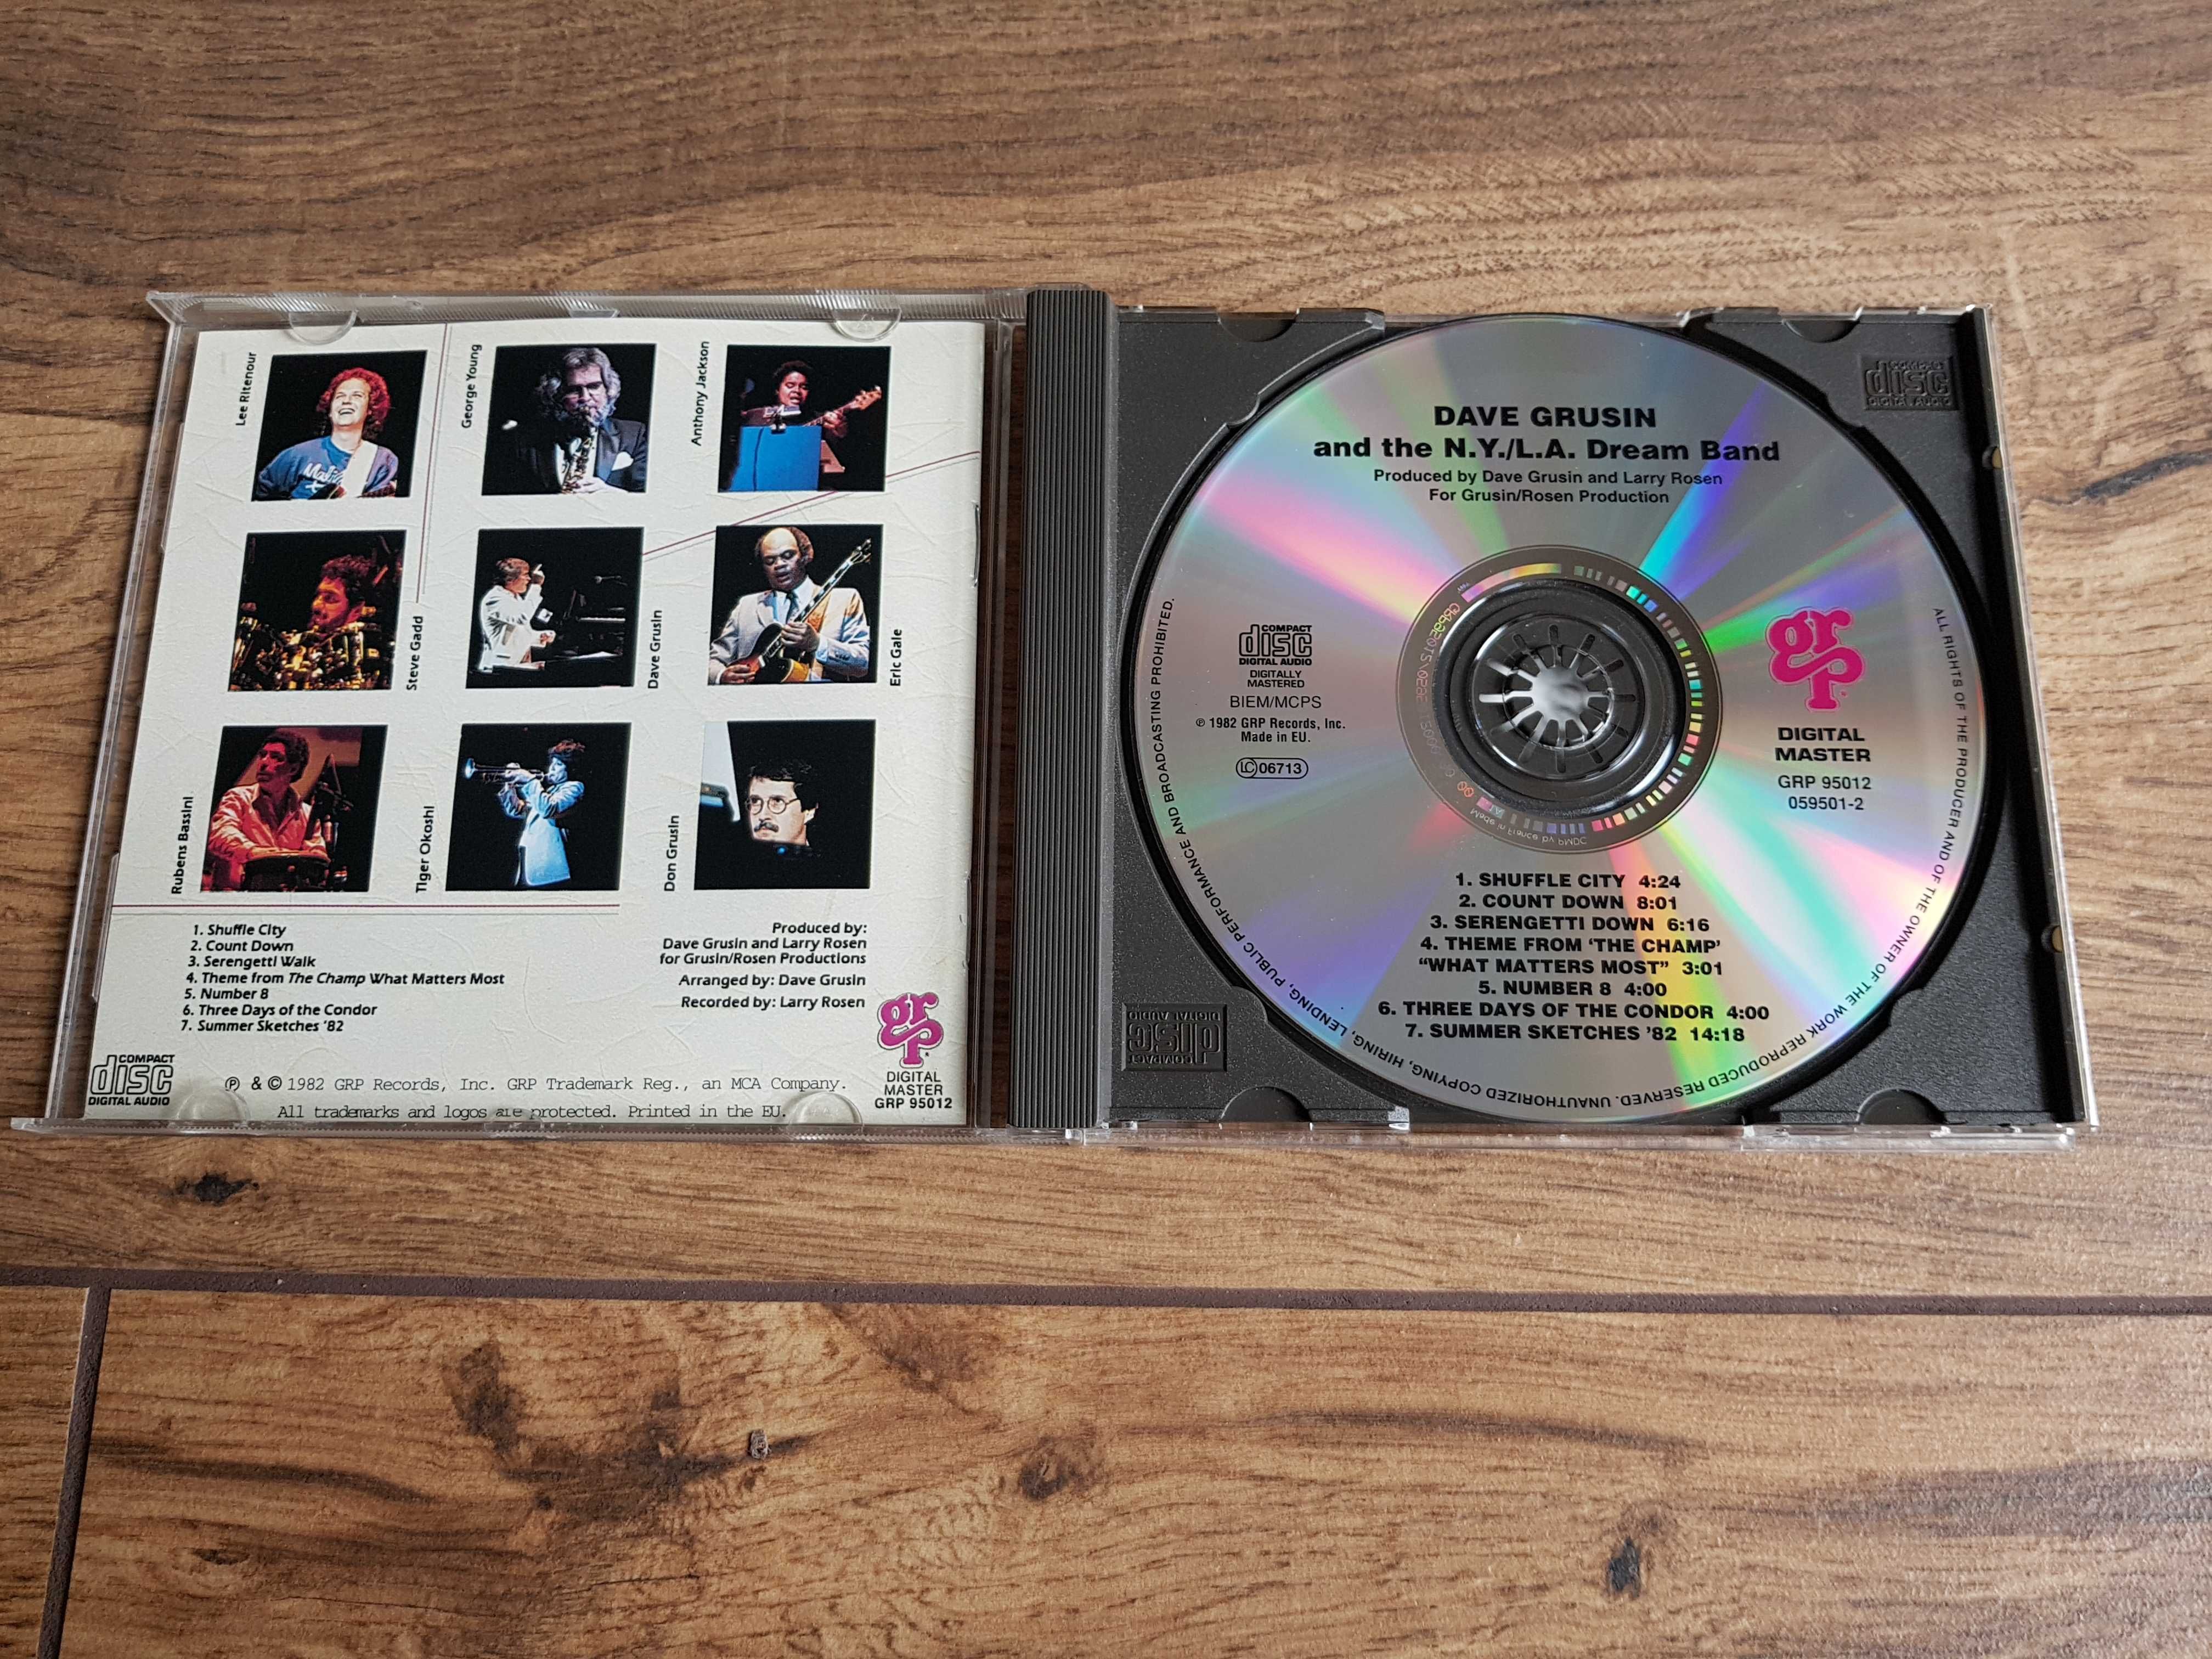 Lee Ritenour
George Young
Anthony Jackson
Steve Gadd
Dave Grusin
Eric Gale
Rubens Bassini
Tiger Okoshi
Don Grusin
1. Shuffle City
2. Count Down
3. Serengetti Walk
4. Theme from The Champ What Matters Most
5. Number 8
6. Three Days of the Condor
7. Summer Sketches '82
Produced by:
Dave Grusin and Larry Rosen
for Grusin/Rosen Productions
Arranged by: Dave Grusin
Recorded by: Larry Rosen
grp
DIGITAL
MASTER
GRP 95012
COMPACT
disc
DIGITAL AUDIO
℗ & © 1982 GRP Records, Inc. GRP Trademark Reg., an MCA Company.
All trademarks and logos are protected. Printed in the EU.
DAVE GRUSIN
and the N.Y./L.A. Dream Band
Produced by Dave Grusin and Larry Rosen
For Grusin/Rosen Production
COMPACT
disc
DIGITAL AUDIO
DIGITALLY
MASTERED
BIEM/MCPS
℗ 1982 GRP Records, Inc.
Made in EU.
LC 06713
grp
DIGITAL
MASTER
GRP 95012
059501-2
1. SHUFFLE CITY 4:24
2. COUNT DOWN 8:01
3. SERENGETTI DOWN 6:16
4. THEME FROM 'THE CHAMP'
"WHAT MATTERS MOST" 3:01
5. NUMBER 8 4:00
6. THREE DAYS OF THE CONDOR 4:00
7. SUMMER SKETCHES '82 14:18
ALL RIGHTS OF THE PRODUCER AND OF THE OWNER OF THE WORK REPRODUCED RESERVED. UNAUTHORIZED COPYING, HIRING, LENDING, PUBLIC PERFORMANCE AND BROADCASTING PROHIBITED.
Made in France by PMDC
COMPACT
disc
DIGITAL AUDIO
COMPACT
disc
DIGITAL AUDIO